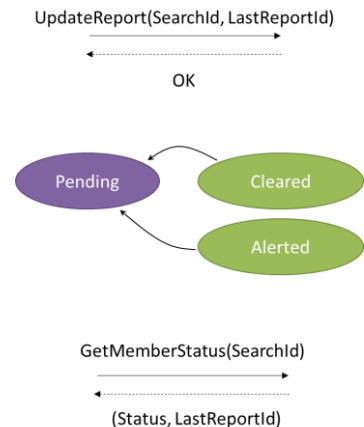 UpdateReport(SearchId, LastReportId)
OK
Pending
Cleared
Alerted
GetMemberStatus(SearchId)
(Status, LastReportId)